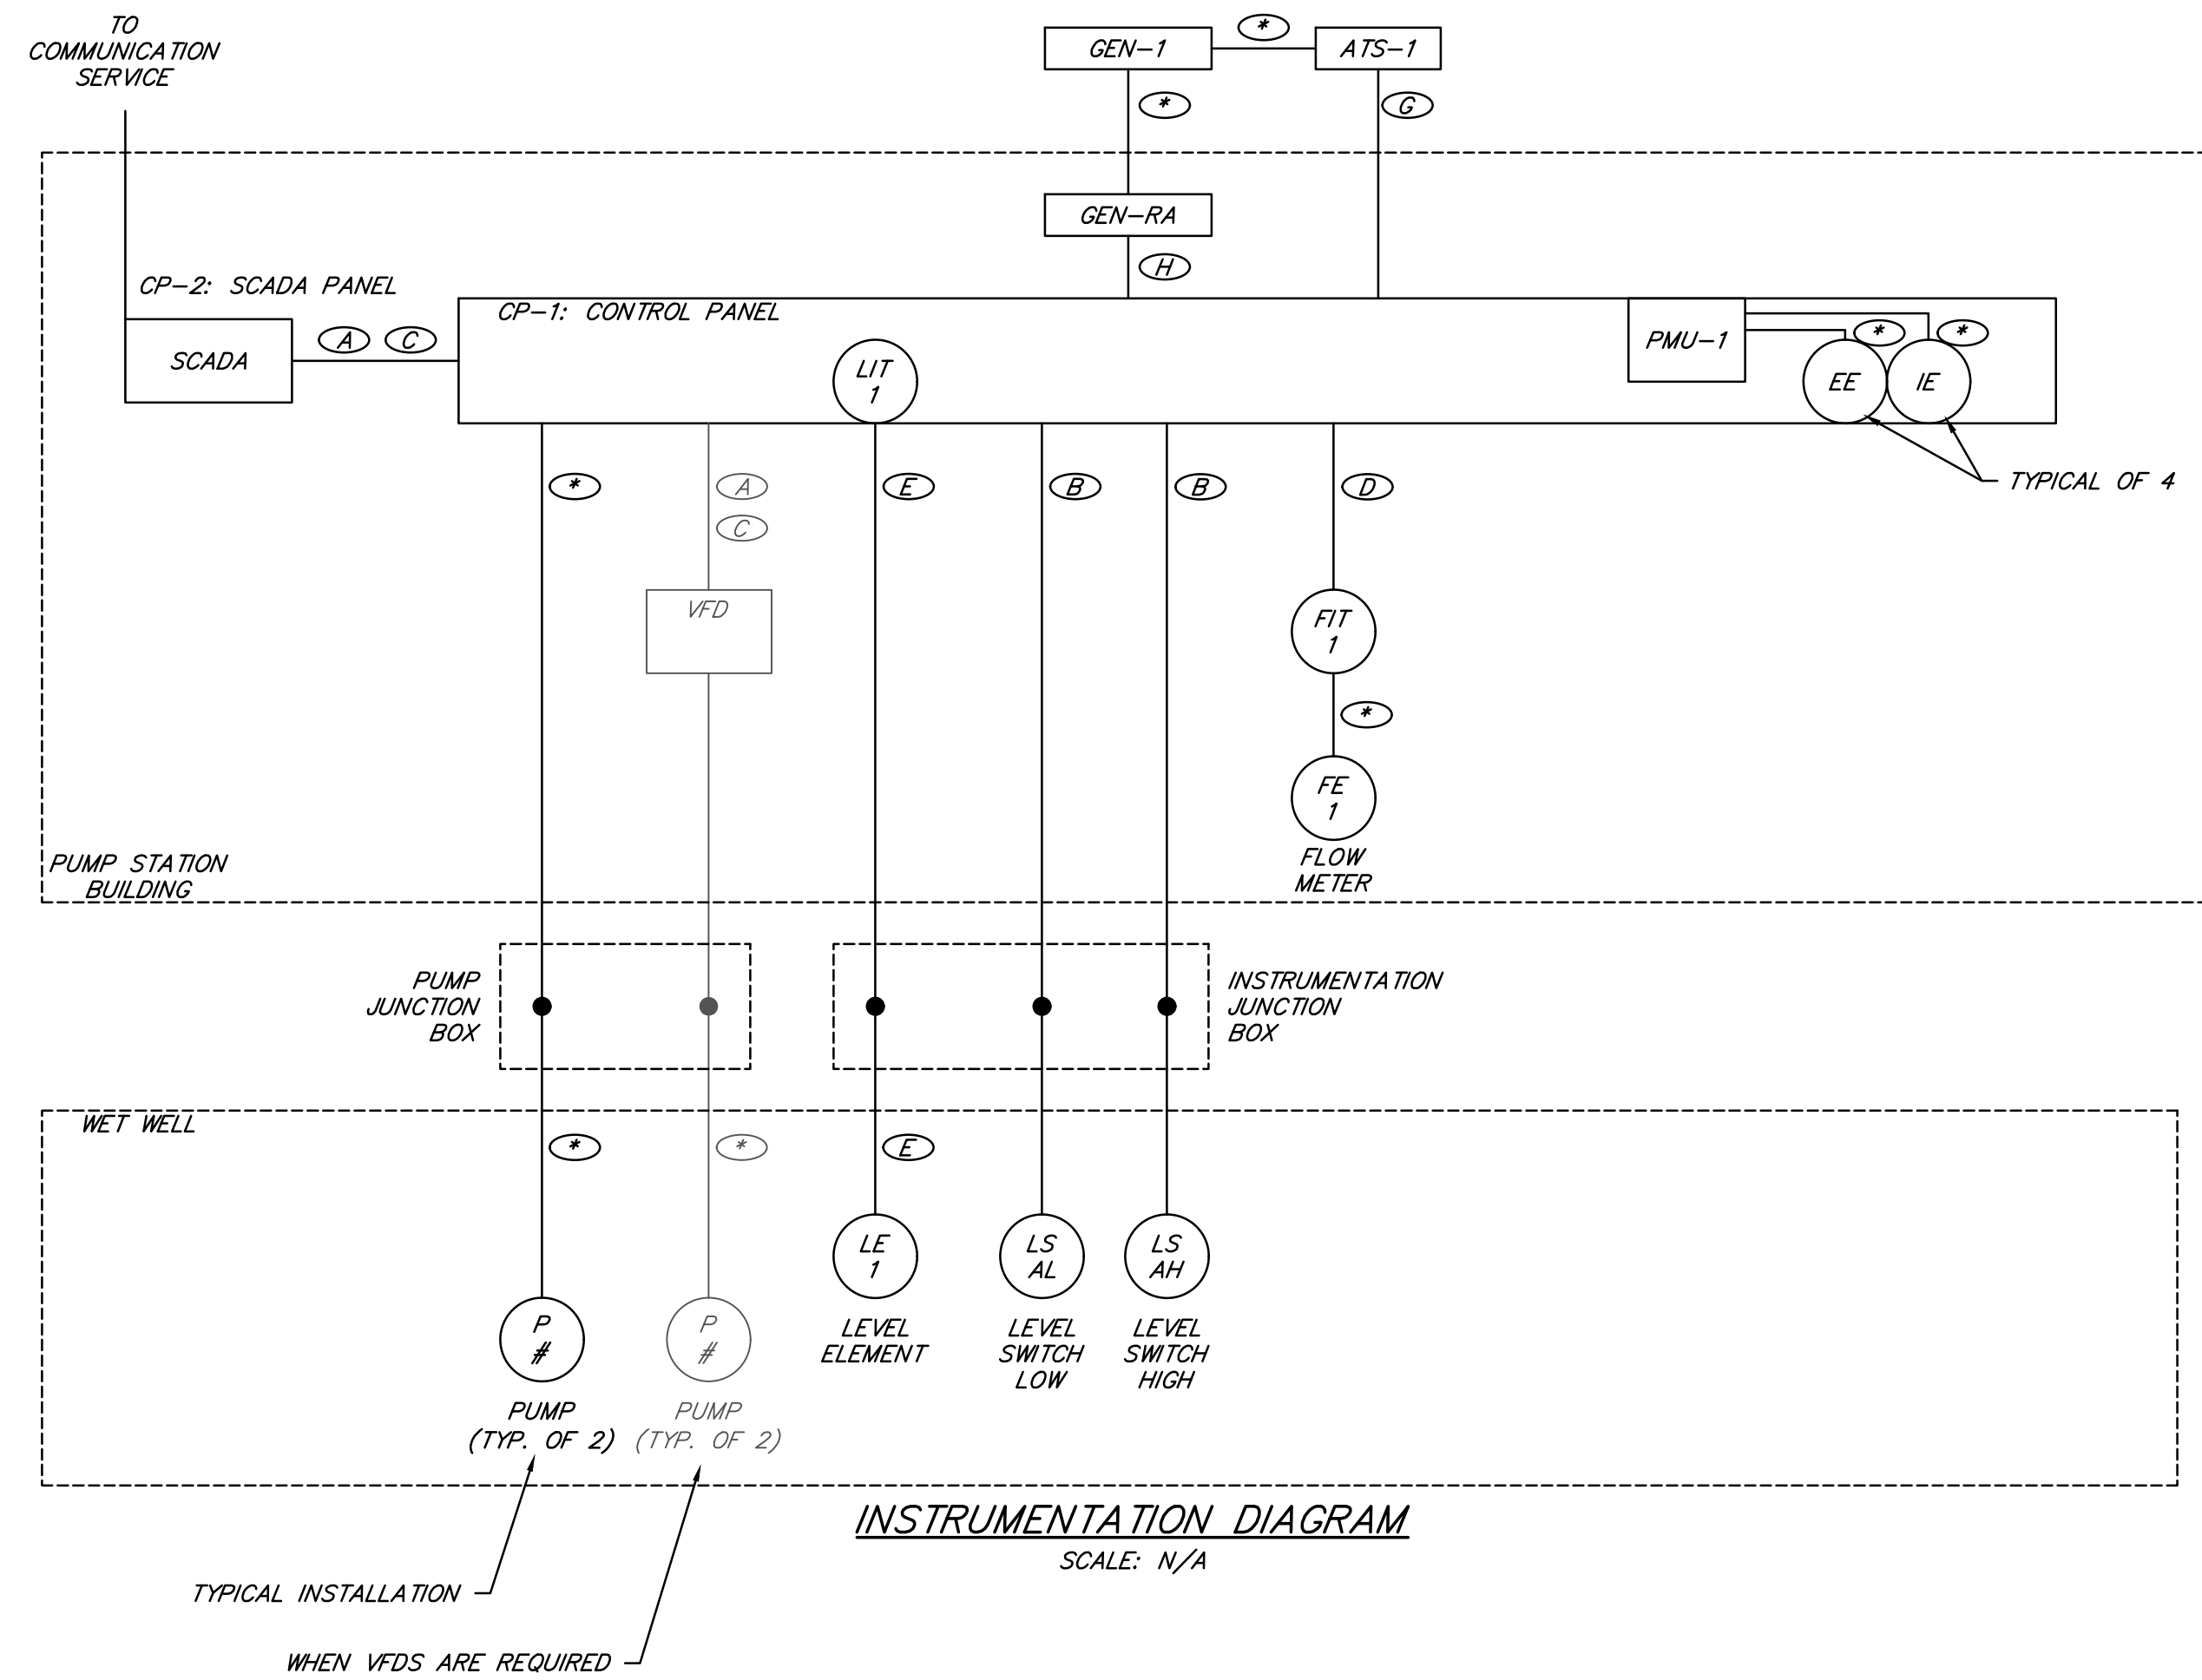 TO
COMMUNICATION
SERVICE
GEN-1
*
ATS-1
*
G
GEN-RA
H
CP-2: SCADA PANEL
SCADA
A
C
CP-1: CONTROL PANEL
LIT
1
PMU-1
*
*
EE
IE
TYPICAL OF 4
*
A
C
E
B
B
D
VFD
FIT
1
*
FE
1
FLOW
METER
PUMP STATION
BUILDING
PUMP
JUNCTION
BOX
INSTRUMENTATION
JUNCTION
BOX
WET WELL
*
*
E
LE
1
LS
AL
LS
AH
LEVEL
ELEMENT
LEVEL
SWITCH
LOW
LEVEL
SWITCH
HIGH
P
#
P
#
PUMP
(TYP. OF 2)
PUMP
(TYP. OF 2)
INSTRUMENTATION DIAGRAM
SCALE: N/A
TYPICAL INSTALLATION
WHEN VFDS ARE REQUIRED